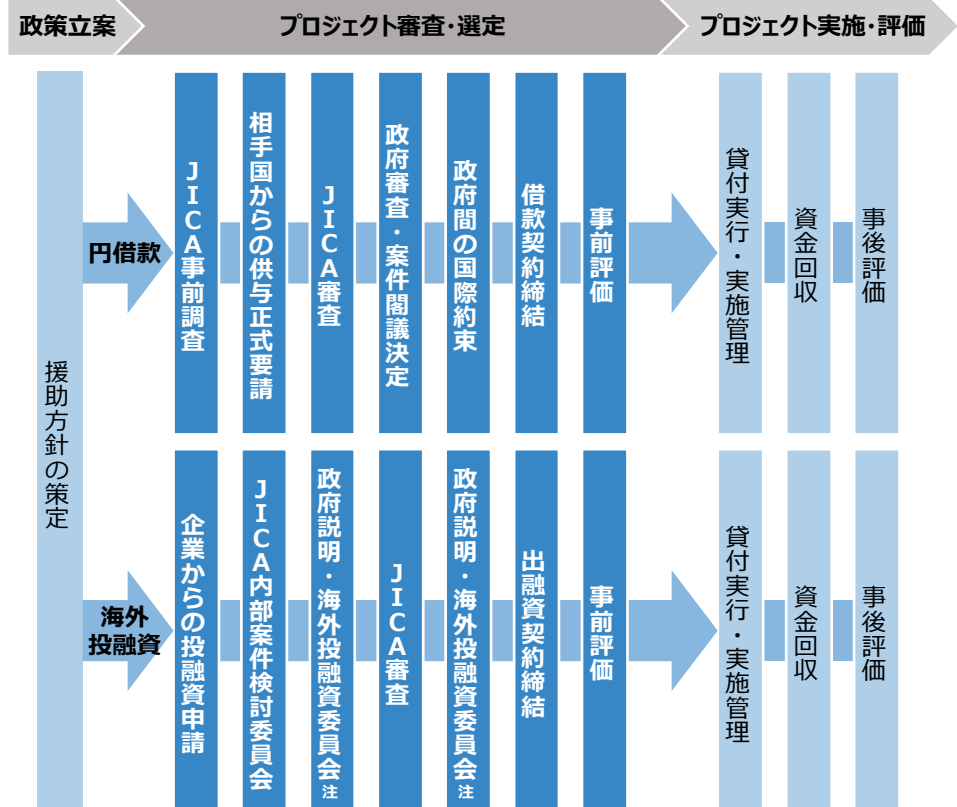 政策立案
プロジェクト審査・選定
プロジェクト実施・評価
援助方針の策定
円借款
JICA事前調査
相手国からの供与正式要請
JICA審査
政府審査・案件閣議決定
政府間の国際約束
借款契約締結
事前評価
貸付実行・実施管理
資金回収
事後評価
海外
投融資
企業からの投融資申請
JICA内部案件検討委員会
政府説明・海外投融資委員会注
JICA審査
政府説明・海外投融資委員会注
出融資契約締結
事前評価
貸付実行・実施管理
資金回収
事後評価